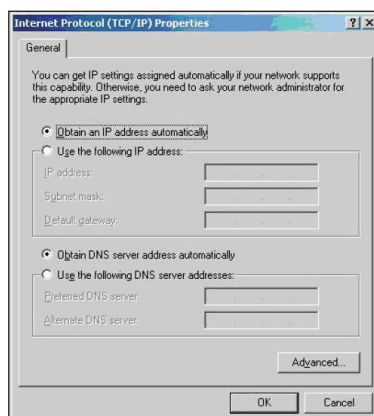 Internet Protocol (TCP/IP) Properties
General
You can get IP settings assigned automatically if your network supports
this capability. Otherwise, you need to ask your network administrator for
the appropriate IP settings.
Obtain an IP address automatically
Use the following IP address:
IP address:
Subnet mask:
Default gateway:
Obtain DNS server address automatically
Use the following DNS server addresses:
Preferred DNS server:
Alternate DNS server:
Advanced...
OK Cancel